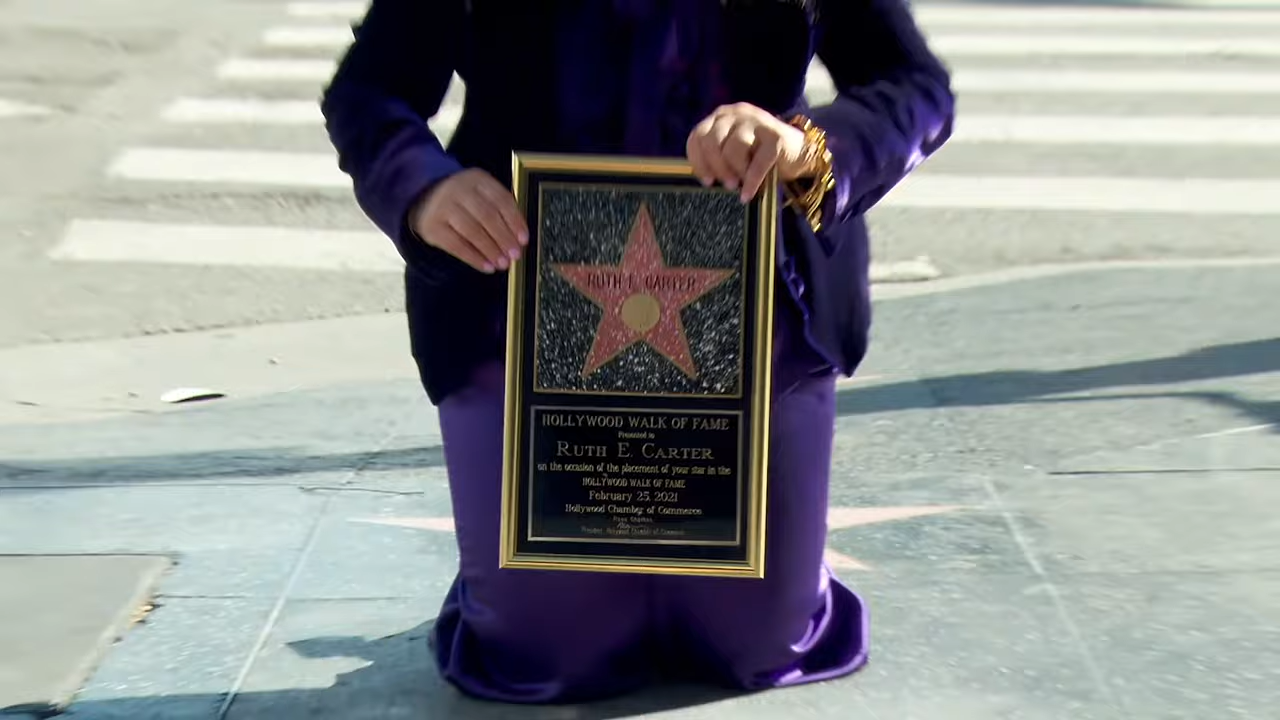 RUTH E. CARTER
HOLLYWOOD WALK OF FAME
Presented to
RUTH E. CARTER
on the occasion of the placement of your star in the
HOLLYWOOD WALK OF FAME
February 25, 2021
Hollywood Chamber of Commerce